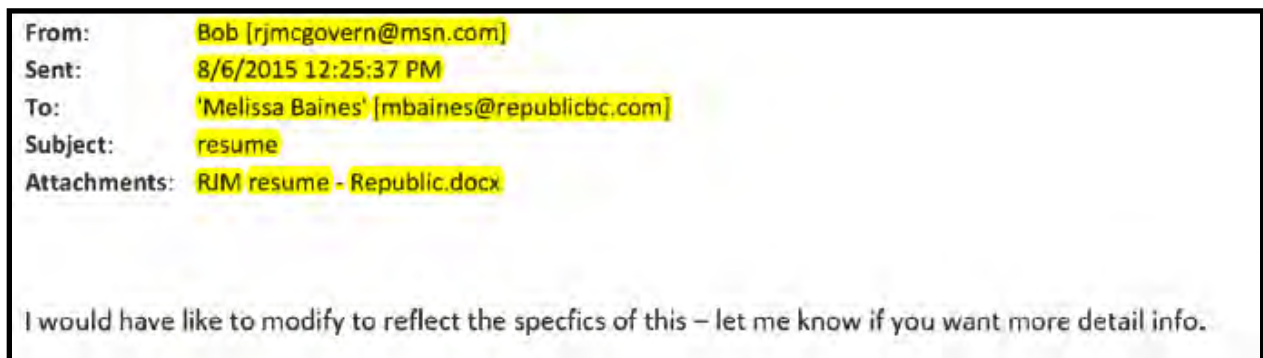 From: Bob [rjmcgovern@msn.com]
Sent: 8/6/2015 12:25:37 PM
To: 'Melissa Baines' [mbaines@republicbc.com]
Subject: resume
Attachments: RJM resume - Republic.docx
I would have like to modify to reflect the specfics of this – let me know if you want more detail info.